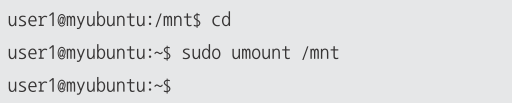 user1@myubuntu:/mnt$ cd
user1@myubuntu:~$ sudo umount /mnt
user1@myubuntu:~$